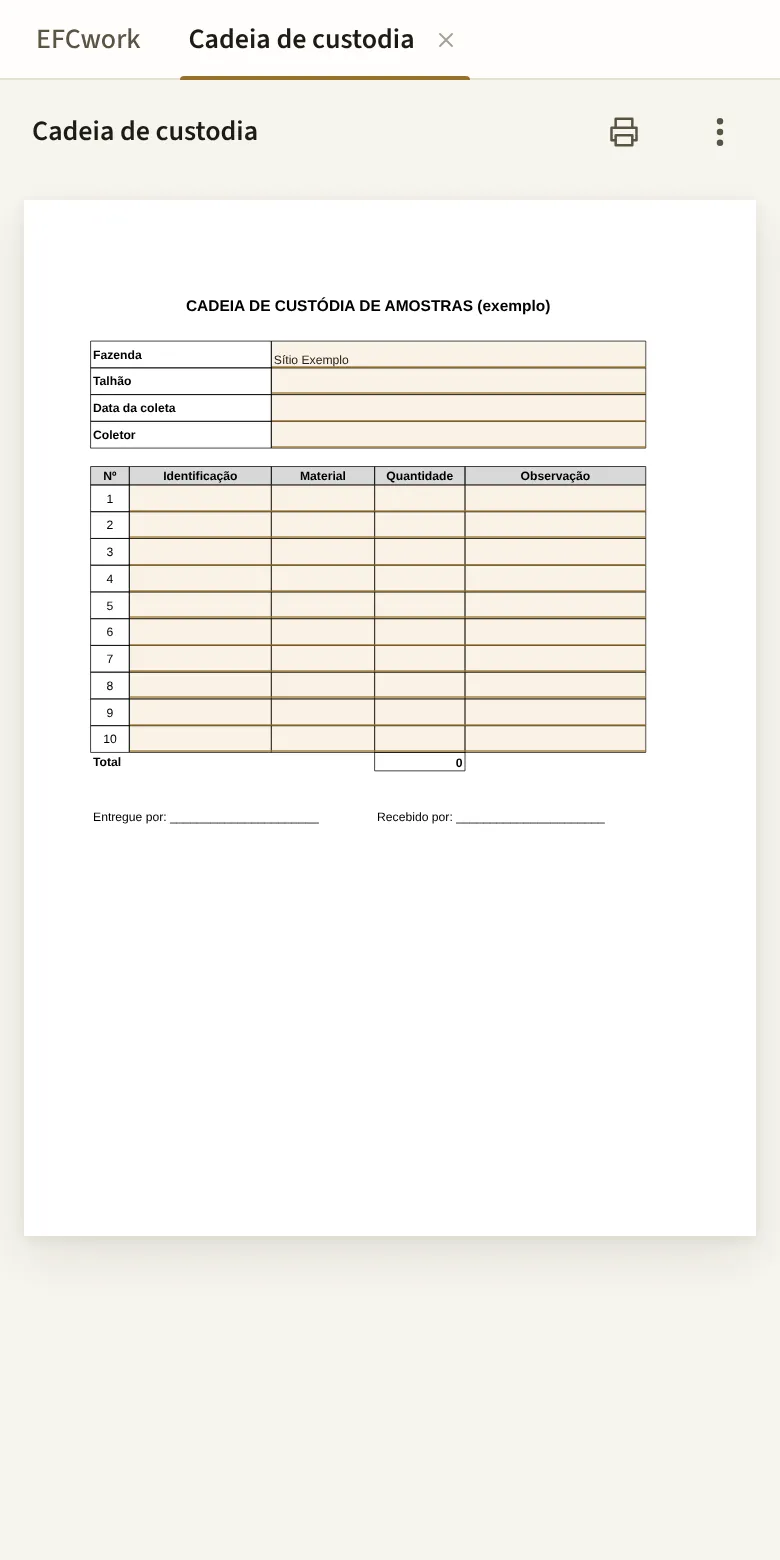 EFCwork Cadeia de custodia
Cadeia de custodia
CADEIA DE CUSTÓDIA DE AMOSTRAS (exemplo)
Fazenda Sítio Exemplo
Talhão
Data da coleta
Coletor
Nº Identificação Material Quantidade Observação
1
2
3
4
5
6
7
8
9
10
Total 0
Entregue por: ______________________ Recebido por: ______________________